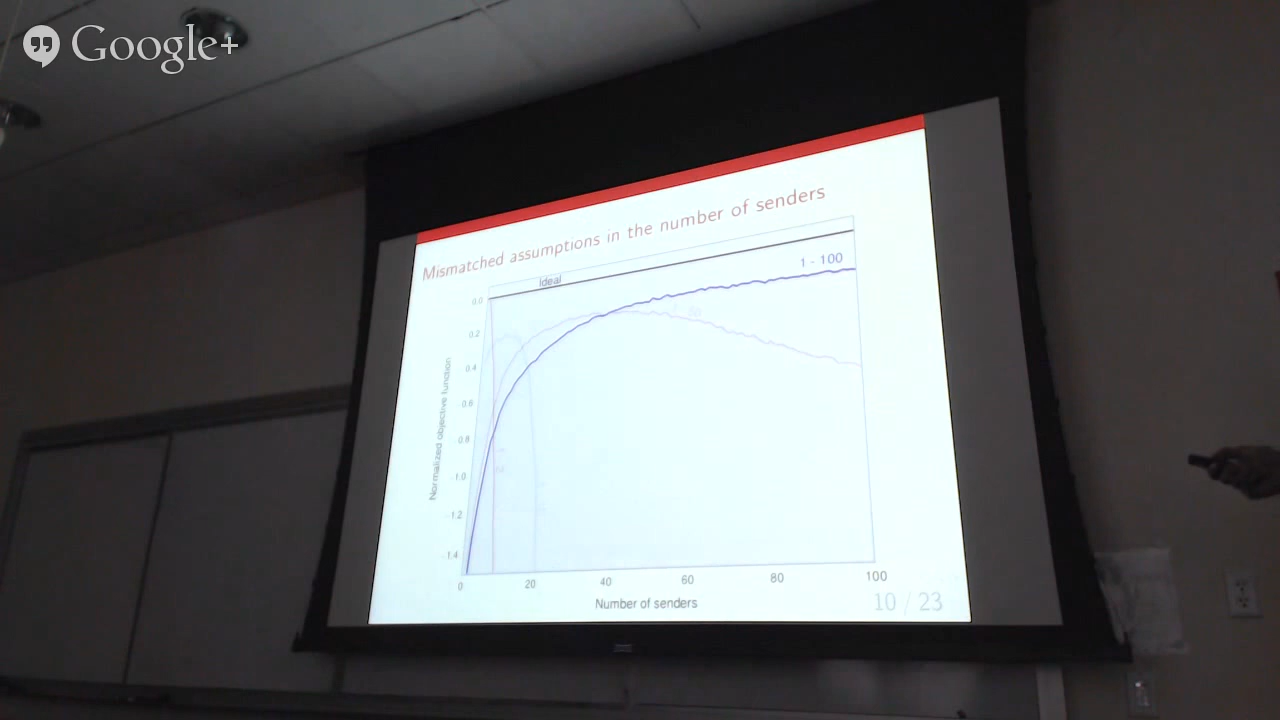 Google+
Mismatched assumptions in the number of senders
Ideal
1 - 100
0.0
0.2
0.4
-0.6
-0.8
-1.0
-1.2
-1.4
Normalized objective function
0
20
40
60
80
100
Number of senders
10 / 23